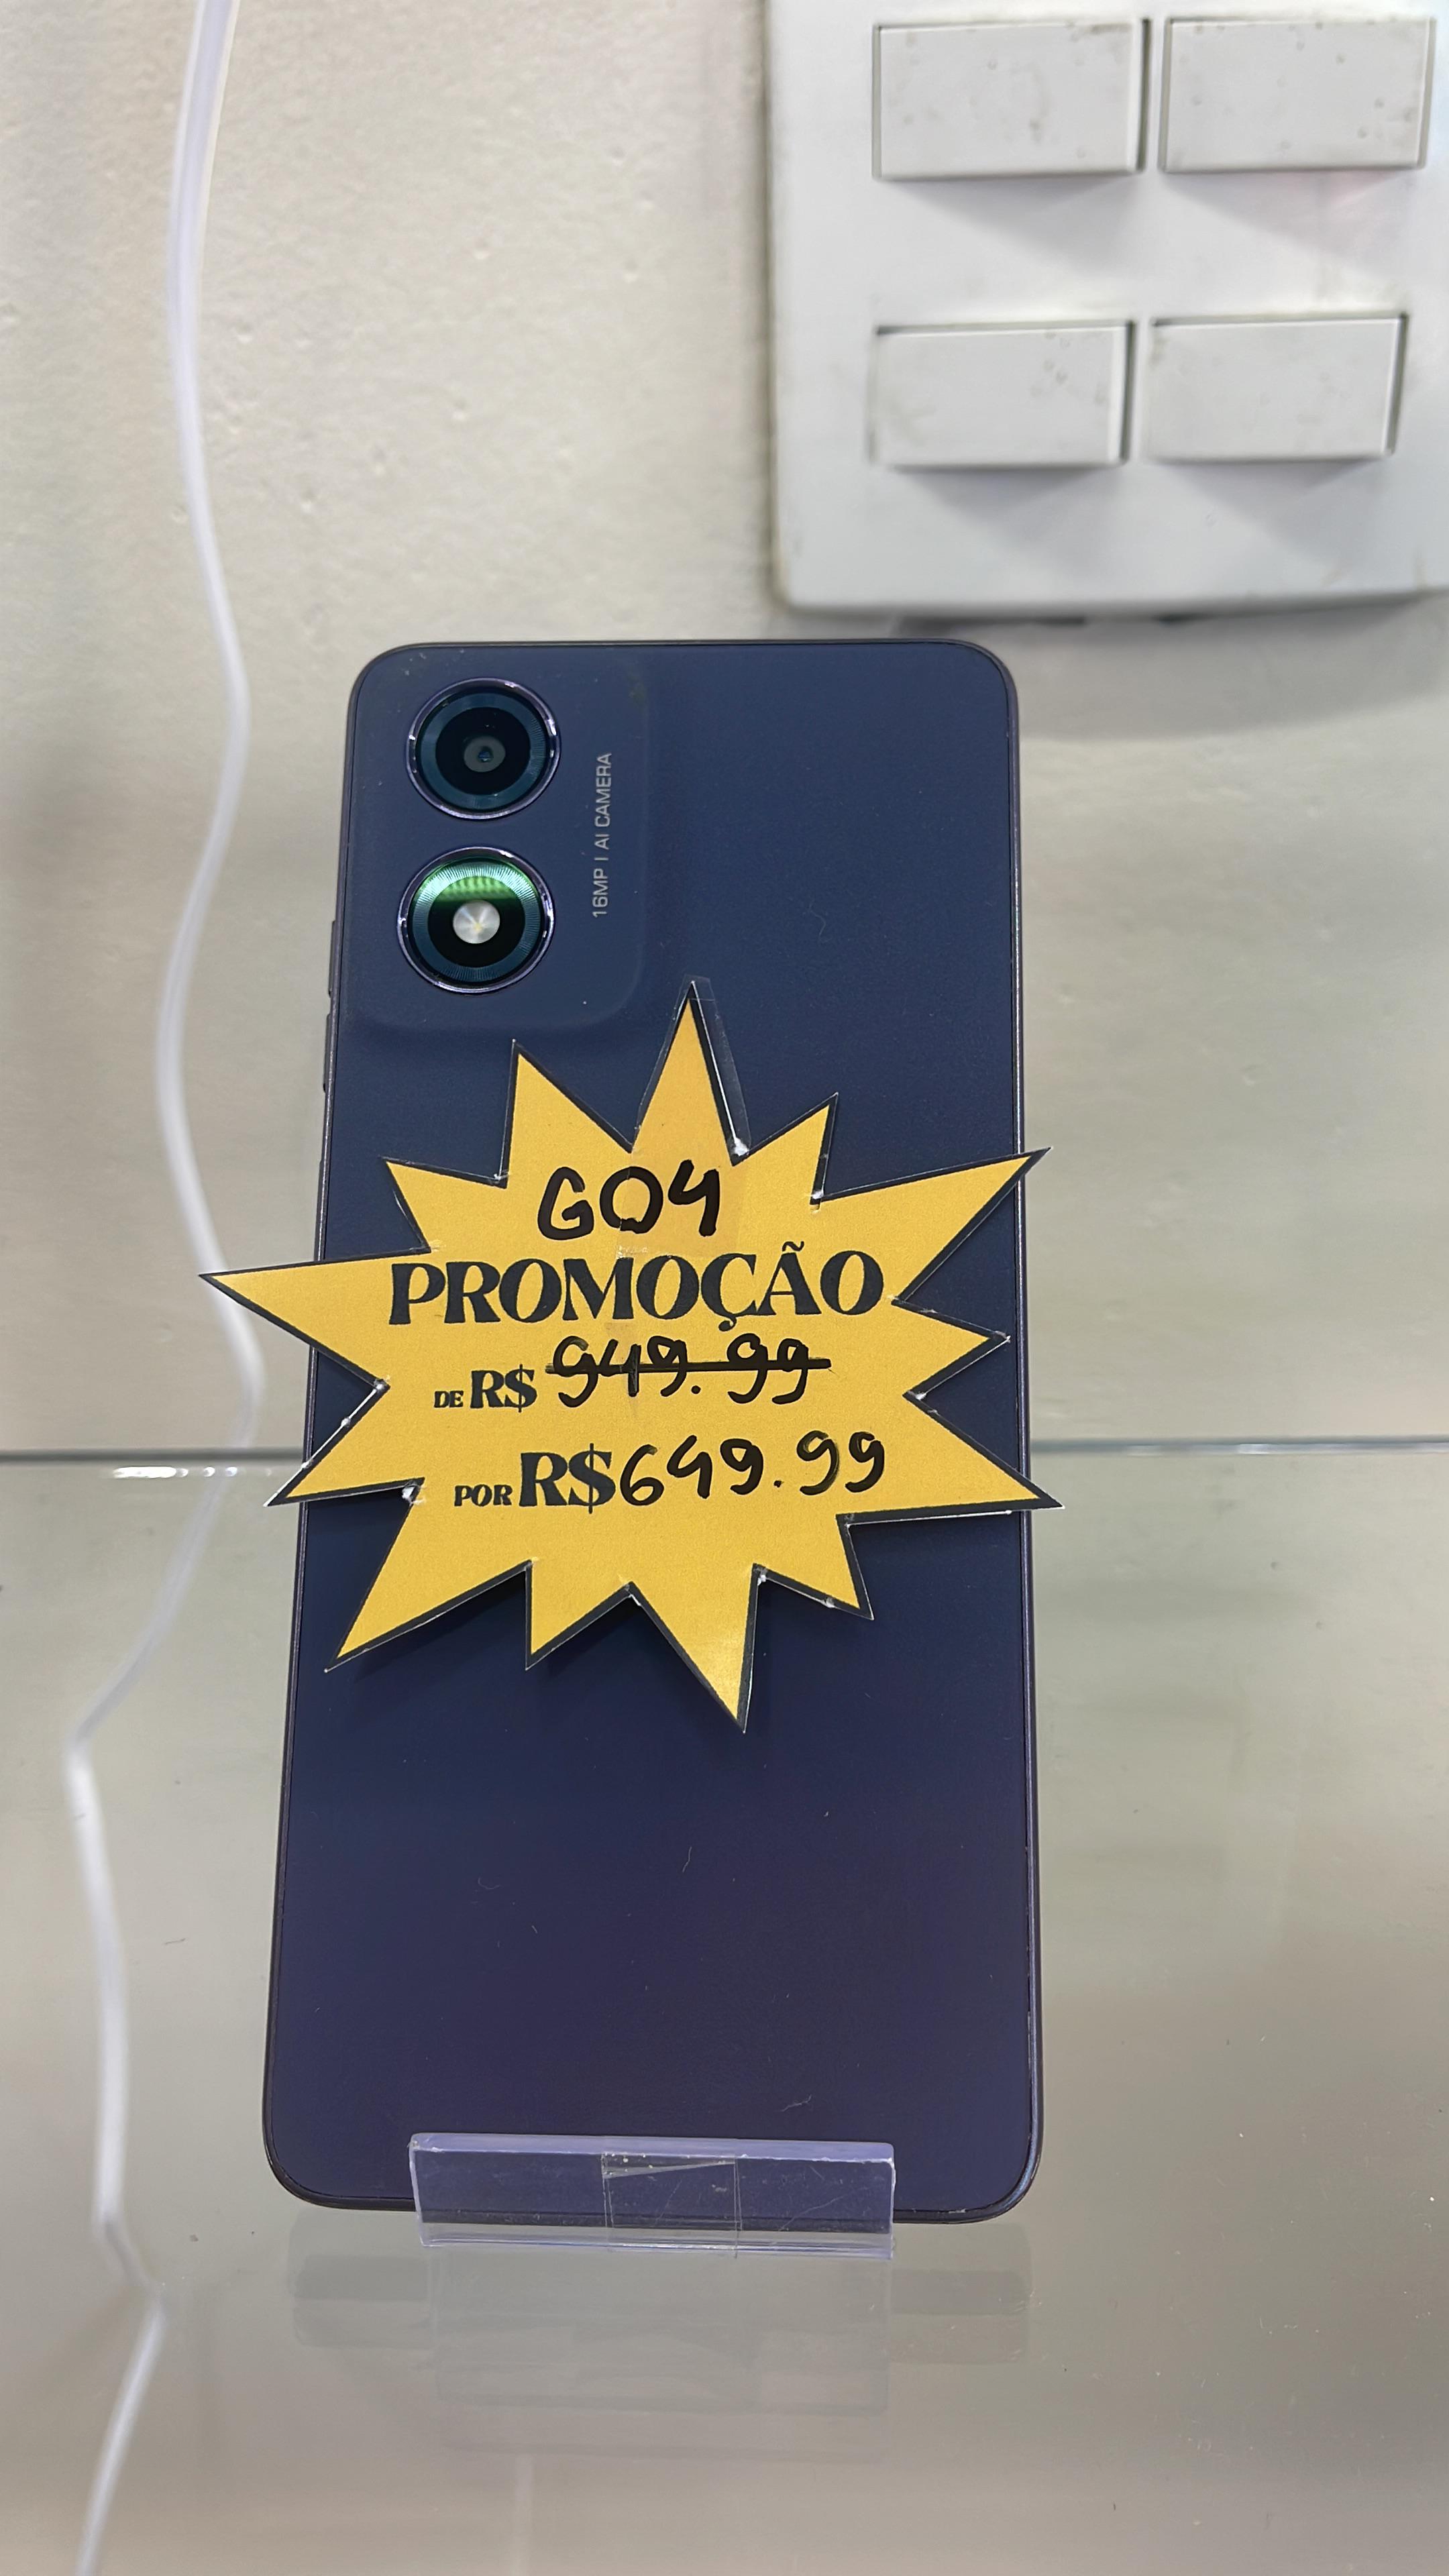 16MP | AI CAMERA
G04
PROMOÇÃO
DE R$ 949.99
POR R$649.99